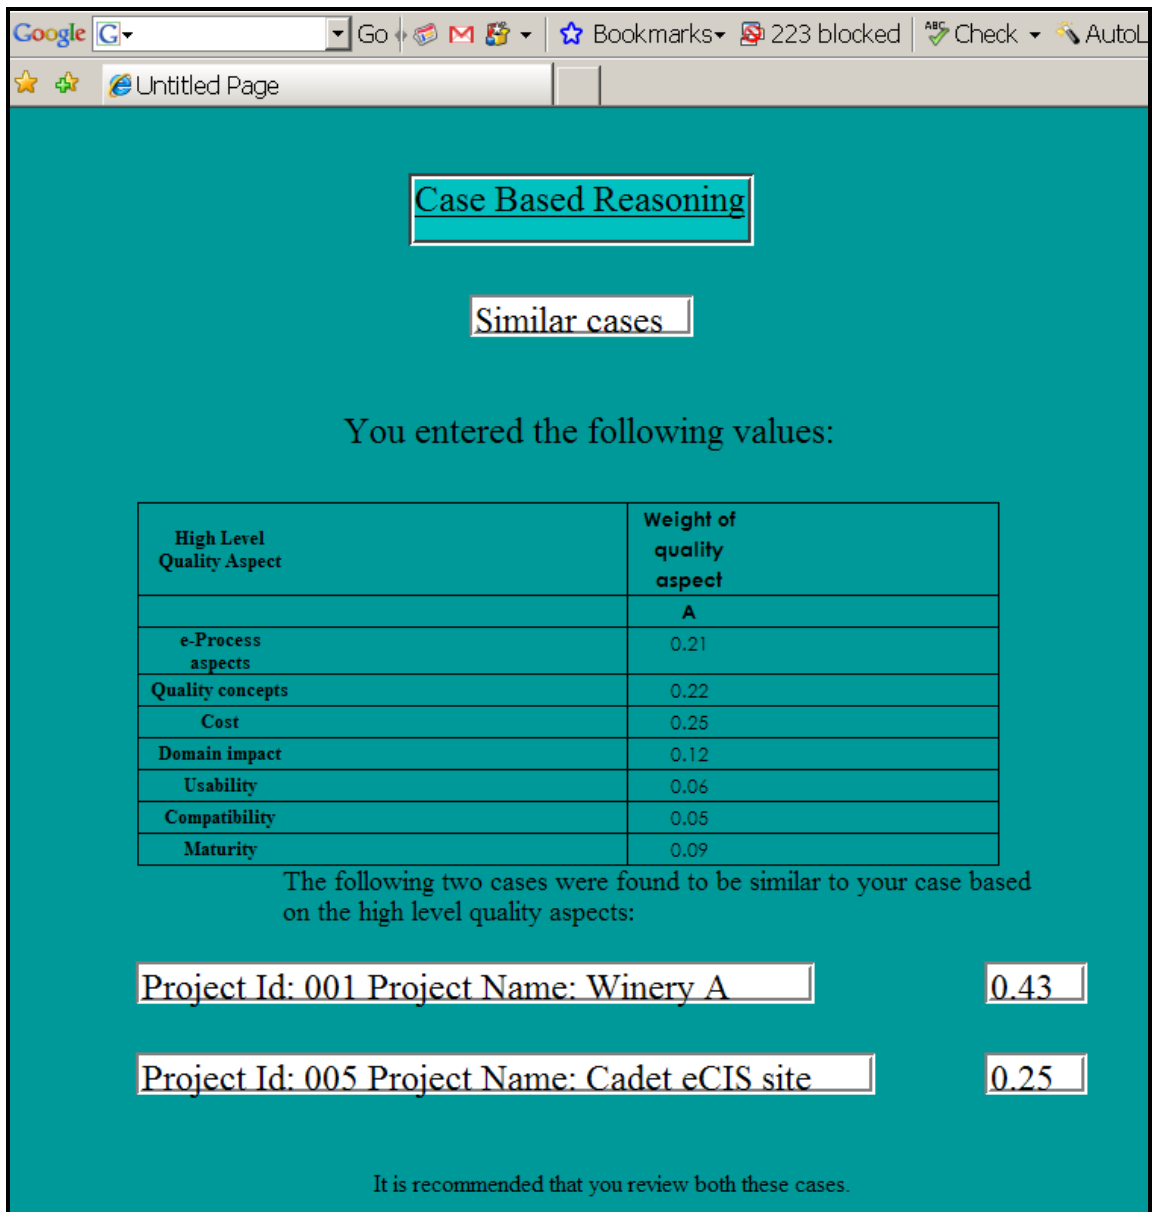 Google G Go Bookmarks 223 blocked ABC Check AutoL
Untitled Page
Case Based Reasoning
Similar cases
You entered the following values:
High Level
Quality Aspect
Weight of
quality
aspect
A
e-Process
aspects
0.21
Quality concepts 0.22
Cost 0.25
Domain impact 0.12
Usability 0.06
Compatibility 0.05
Maturity 0.09
The following two cases were found to be similar to your case based
on the high level quality aspects:
Project Id: 001 Project Name: Winery A 0.43
Project Id: 005 Project Name: Cadet eCIS site 0.25
It is recommended that you review both these cases.